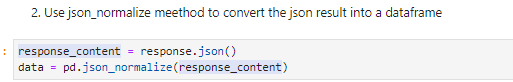 2. Use json_normalize meethod to convert the json result into a dataframe
: response_content = response.json()
data = pd.json_normalize(response_content)